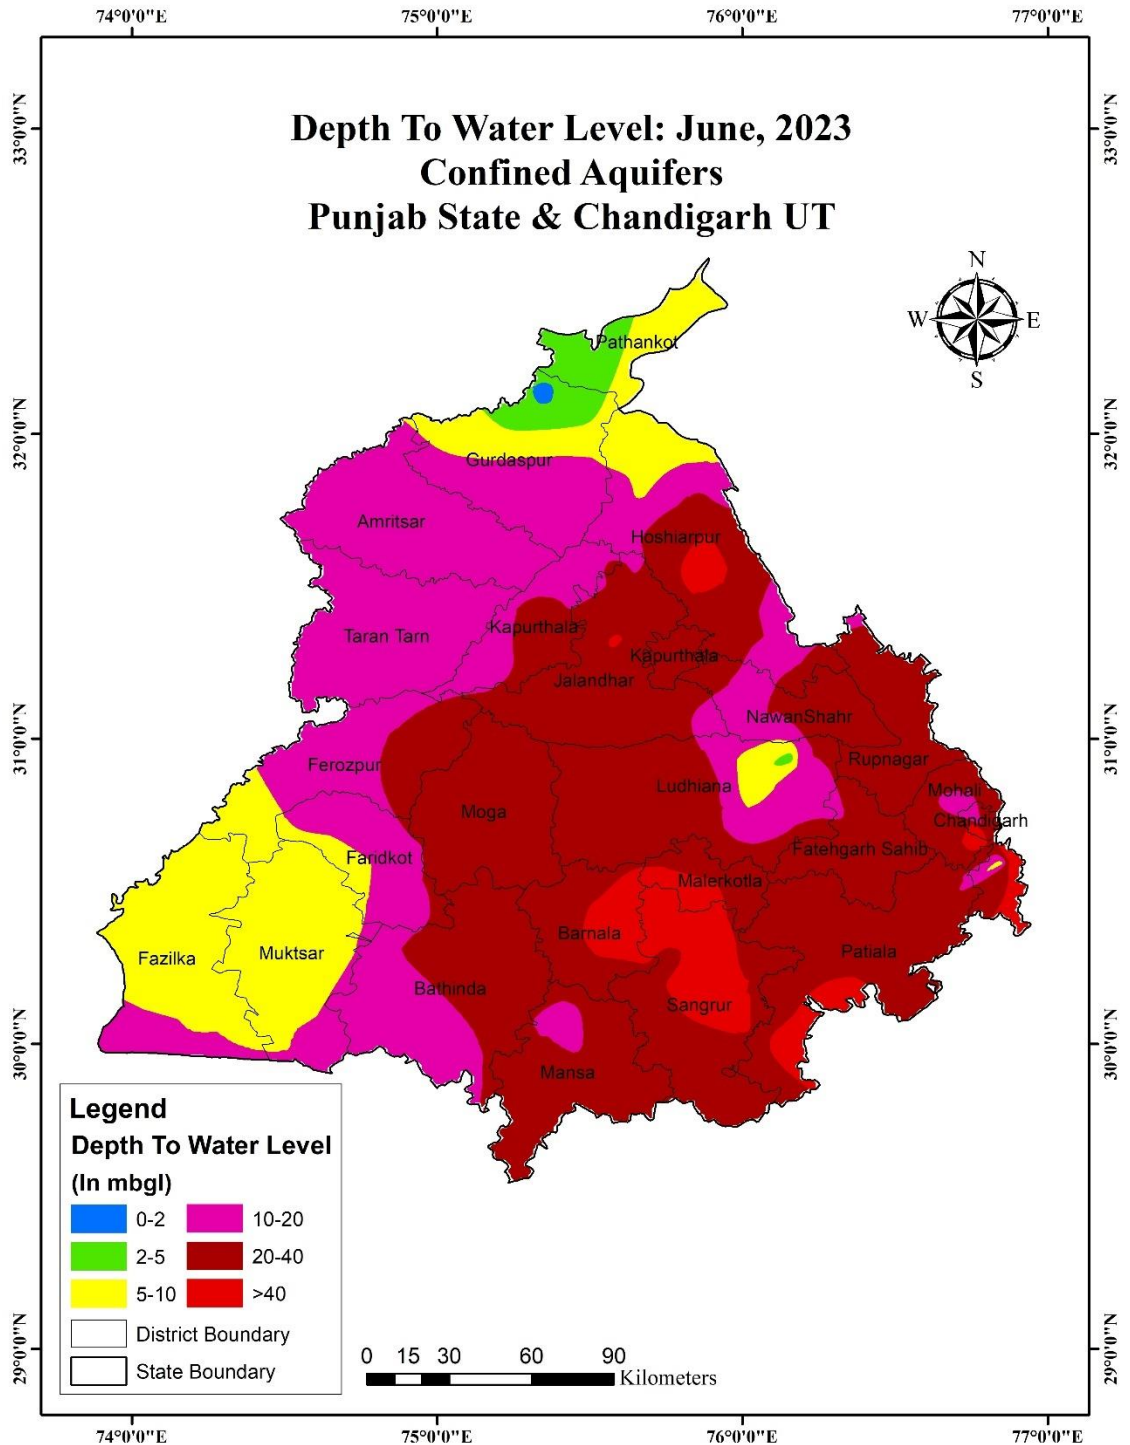 74°0'0"E 75°0'0"E 76°0'0"E 77°0'0"E
33°0'0"N
33°0'0"N
Depth To Water Level: June, 2023
Confined Aquifers
Punjab State & Chandigarh UT
N
W
E
S
Pathankot
32°0'0"N
32°0'0"N
Gurdaspur
Amritsar
Hoshiarpur
Taran Tarn
Kapurthala
Kapurthala
Jalandhar
NawanShahr
31°0'0"N
31°0'0"N
Ferozpur
Rupnagar
Ludhiana
Mohali
Moga
Chandigarh
Faridkot
Fatehgarh Sahib
Malerkotla
Barnala
Fazilka
Muktsar
Patiala
Bathinda
Sangrur
30°0'0"N
30°0'0"N
Mansa
Legend
Depth To Water Level
(In mbgl)
0-2
10-20
2-5
20-40
5-10
>40
District Boundary
State Boundary
0 15 30 60 90
Kilometers
29°0'0"N
29°0'0"N
74°0'0"E 75°0'0"E 76°0'0"E 77°0'0"E